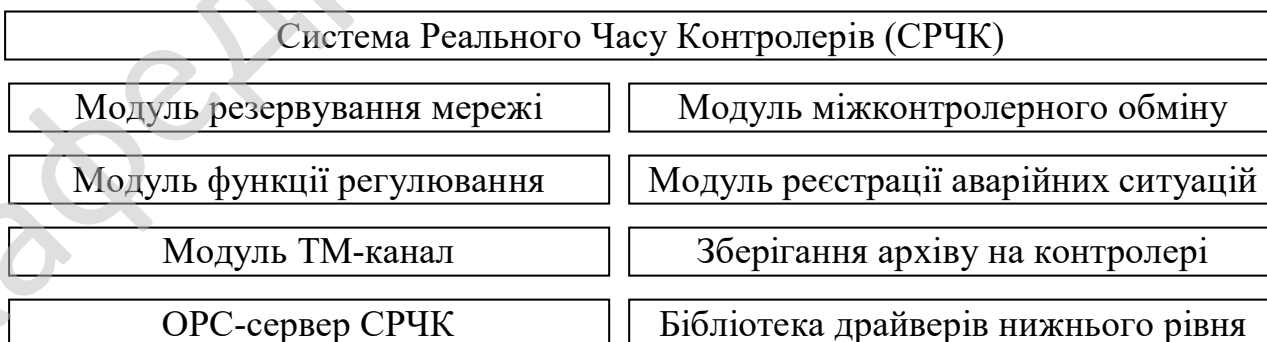 Система Реального Часу Контролерів (СРЧК)
Модуль резервування мережі
Модуль міжконтролерного обміну
Модуль функції регулювання
Модуль реєстрації аварійних ситуацій
Модуль ТМ-канал
Зберігання архіву на контролері
ОРС-сервер СРЧК
Бібліотека драйверів нижнього рівня